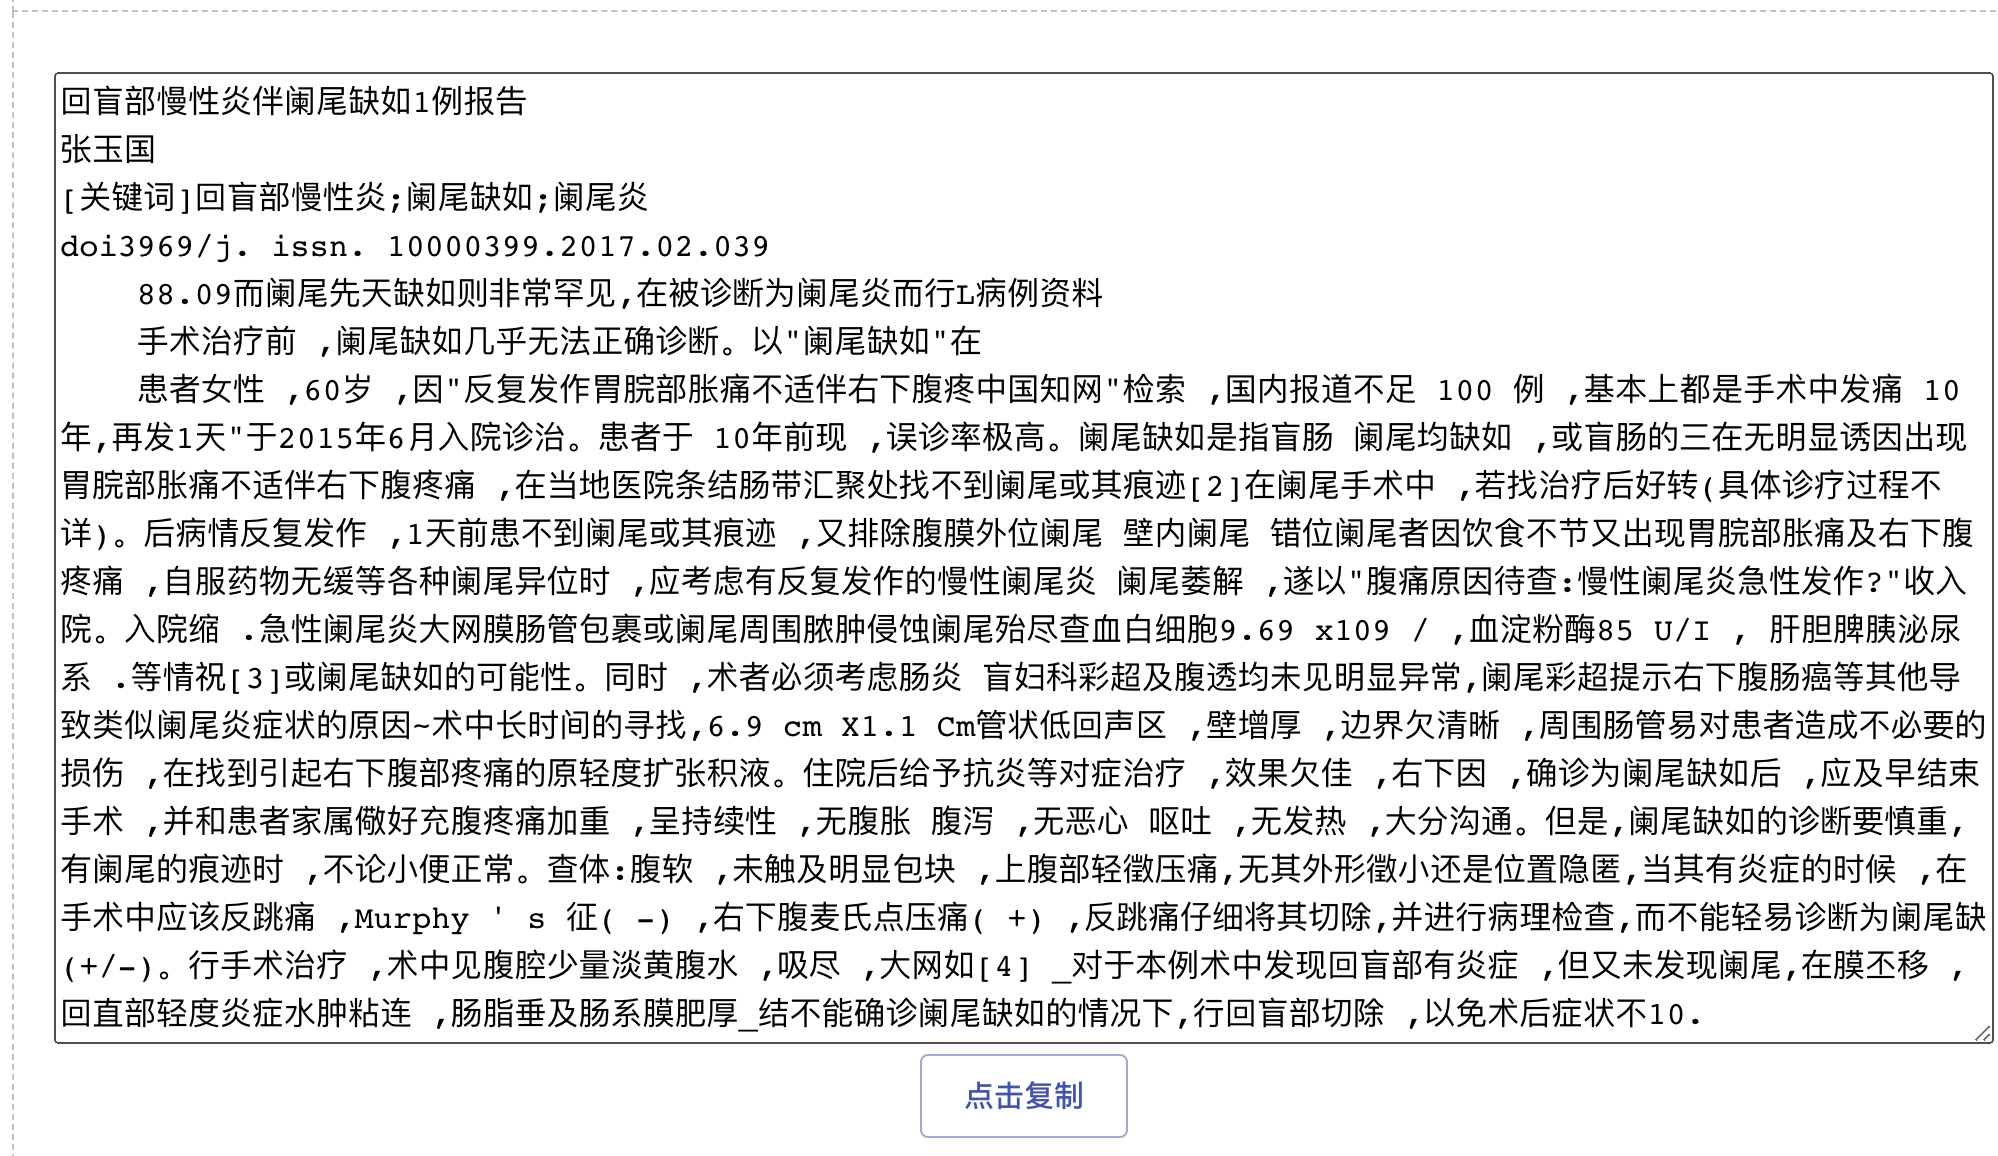 回盲部慢性炎伴阑尾缺如1例报告
张玉国
[关键词]回盲部慢性炎;阑尾缺如;阑尾炎
doi3969/j. issn. 10000399.2017.02.039
88.09而阑尾先天缺如则非常罕见,在被诊断为阑尾炎而行L病例资料
手术治疗前 ,阑尾缺如几乎无法正确诊断。以"阑尾缺如"在
患者女性 ,60岁 ,因"反复发作胃脘部胀痛不适伴右下腹疼中国知网"检索 ,国内报道不足 100 例 ,基本上都是手术中发痛 10
年,再发1天"于2015年6月入院诊治。患者于 10年前现 ,误诊率极高。阑尾缺如是指盲肠 阑尾均缺如 ,或盲肠的三在无明显诱因出现
胃脘部胀痛不适伴右下腹疼痛 ,在当地医院条结肠带汇聚处找不到阑尾或其痕迹[2]在阑尾手术中 ,若找治疗后好转(具体诊疗过程不
详)。后病情反复发作 ,1天前患不到阑尾或其痕迹 ,又排除腹膜外位阑尾 壁内阑尾 错位阑尾者因饮食不节又出现胃脘部胀痛及右下腹
疼痛 ,自服药物无缓等各种阑尾异位时 ,应考虑有反复发作的慢性阑尾炎 阑尾萎解 ,遂以"腹痛原因待查:慢性阑尾炎急性发作?"收入
院。入院缩 .急性阑尾炎大网膜肠管包裹或阑尾周围脓肿侵蚀阑尾殆尽查血白细胞9.69 x109 / ,血淀粉酶85 U/I , 肝胆脾胰泌尿
系 .等情祝[3]或阑尾缺如的可能性。同时 ,术者必须考虑肠炎 盲妇科彩超及腹透均未见明显异常,阑尾彩超提示右下腹肠癌等其他导
致类似阑尾炎症状的原因~术中长时间的寻找,6.9 cm X1.1 Cm管状低回声区 ,壁增厚 ,边界欠清晰 ,周围肠管易对患者造成不必要的
损伤 ,在找到引起右下腹部疼痛的原轻度扩张积液。住院后给予抗炎等对症治疗 ,效果欠佳 ,右下因 ,确诊为阑尾缺如后 ,应及早结束
手术 ,并和患者家属儆好充腹疼痛加重 ,呈持续性 ,无腹胀 腹泻 ,无恶心 呕吐 ,无发热 ,大分沟通。但是,阑尾缺如的诊断要慎重,
有阑尾的痕迹时 ,不论小便正常。查体:腹软 ,未触及明显包块 ,上腹部轻徵压痛,无其外形徵小还是位置隐匿,当其有炎症的时候 ,在
手术中应该反跳痛 ,Murphy ' s 征( -) ,右下腹麦氏点压痛( +) ,反跳痛仔细将其切除,并进行病理检查,而不能轻易诊断为阑尾缺
(+/-)。行手术治疗 ,术中见腹腔少量淡黄腹水 ,吸尽 ,大网如[4] _对于本例术中发现回盲部有炎症 ,但又未发现阑尾,在膜丕移 ,
回直部轻度炎症水肿粘连 ,肠脂垂及肠系膜肥厚_结不能确诊阑尾缺如的情况下,行回盲部切除 ,以免术后症状不10.
点击复制